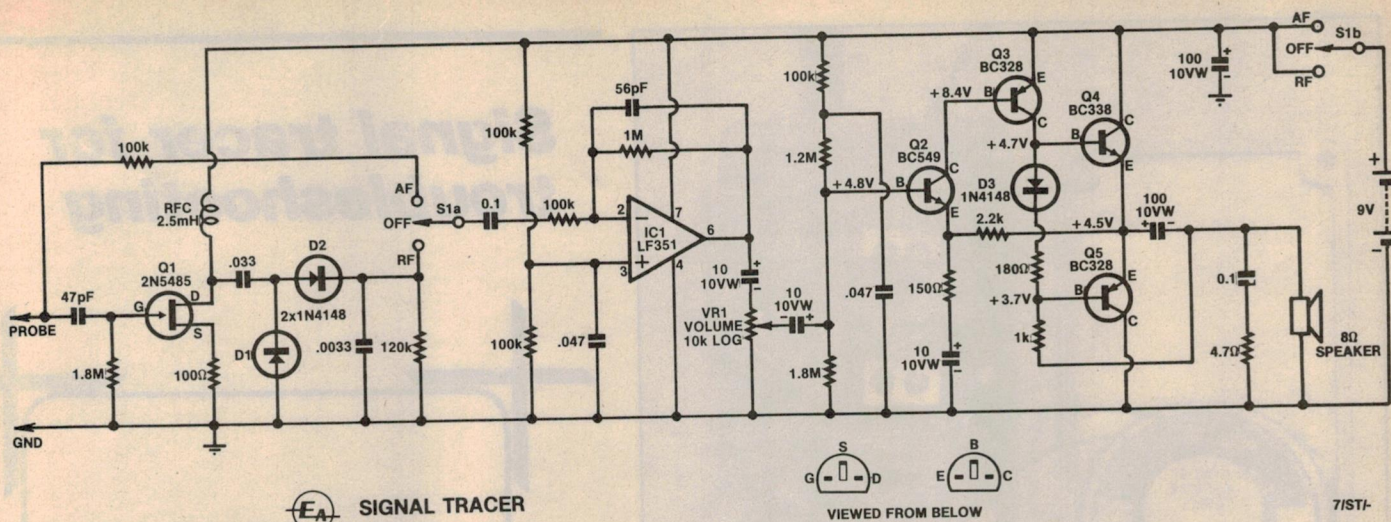 100k
RFC
2.5mH
Q1
2N5485
47pF
G
D
S
PROBE
1.8M
100Ω
GND
.033
D2
2x1N4148
D1
.0033
120k
AF
OFF
S1a
RF
0.1
100k
100k
100k
.047
56pF
1M
2
-
3
+
7
IC1
LF351
4
6
10
10VW
+
VR1
VOLUME
10k LOG
10
10VW
- +
100k
1.2M
+4.8V
.047
1.8M
Q2
BC549
B
C
E
+8.4V
2.2k
150Ω
10
10VW
+
-
Q3
BC328
B
E
C
+4.7V
D3
1N4148
180Ω
+3.7V
1k
Q4
BC338
B
C
E
+4.5V
100
10VW
+ -
Q5
BC328
B
E
C
0.1
4.7Ω
8Ω
SPEAKER
100
10VW
+
-
AF
OFF
S1b
RF
+
9V
-
EA SIGNAL TRACER
S
G D
B
E C
VIEWED FROM BELOW
7/ST/-
Signal tracer for
troubleshooting